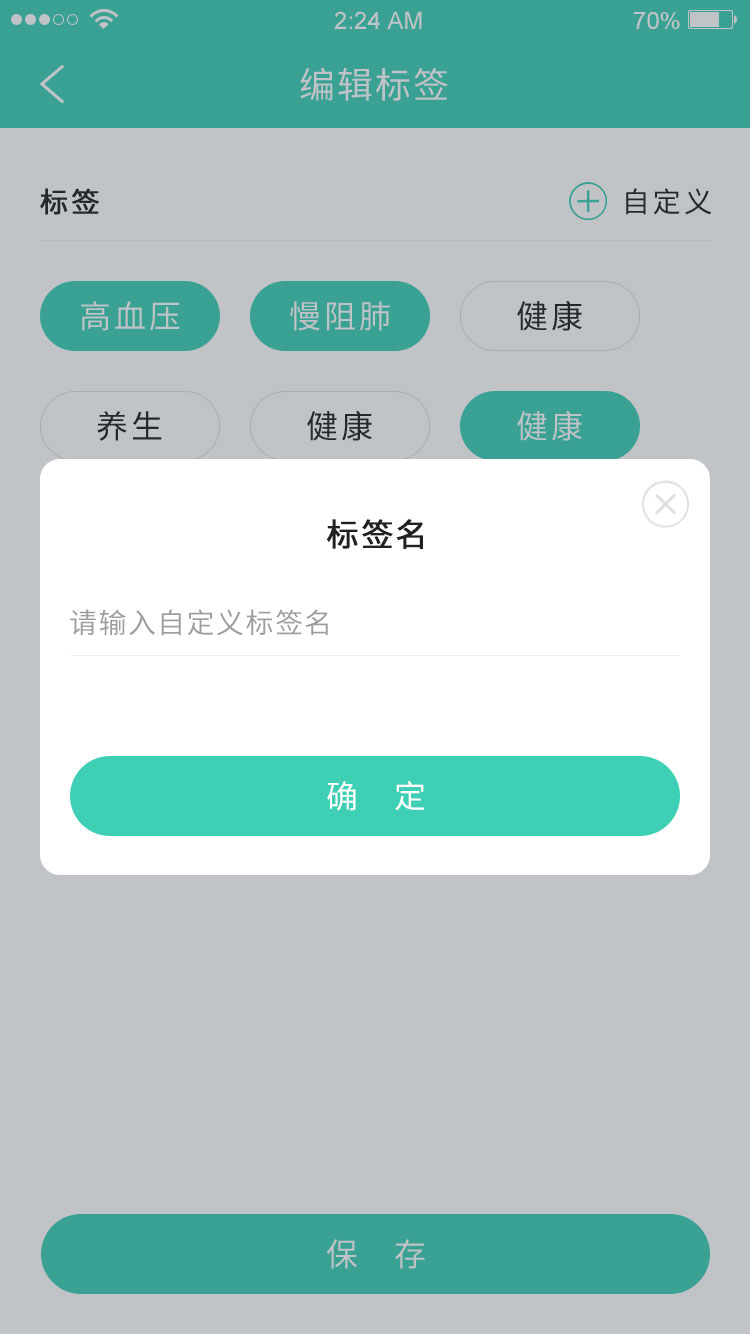 2:24 AM 70%
编辑标签
标签 自定义
高血压 慢阻肺 健康
养生 健康 健康
标签名
请输入自定义标签名
确 定
保 存